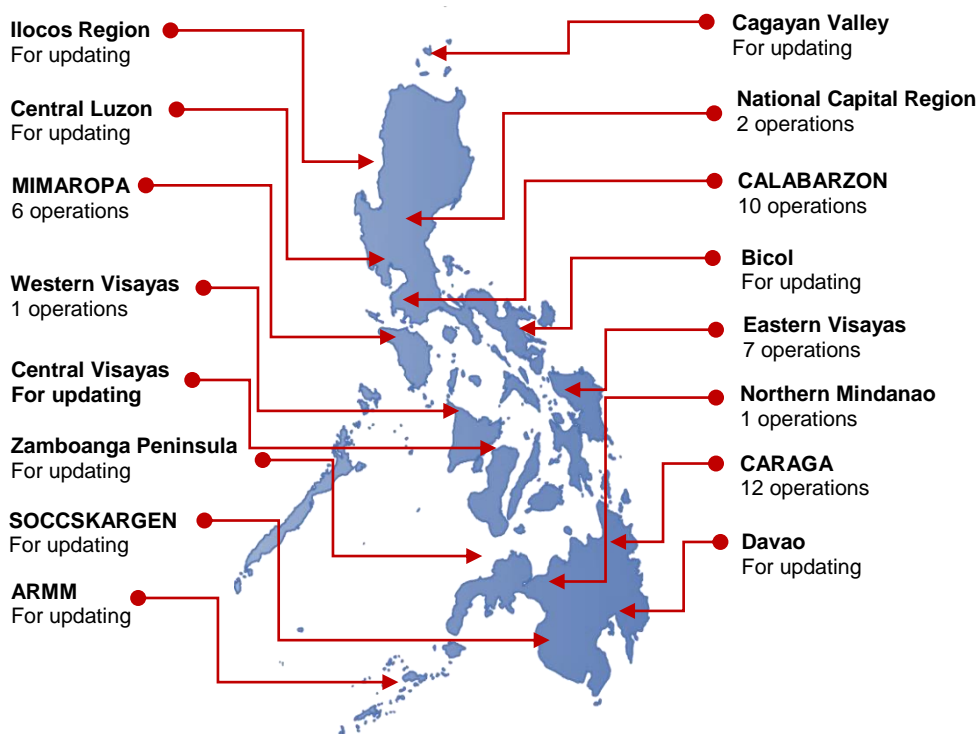 Ilocos Region
For updating
Central Luzon
For updating
MIMAROPA
6 operations
Western Visayas
1 operations
Central Visayas
For updating
Zamboanga Peninsula
For updating
SOCCSKARGEN
For updating
ARMM
For updating
Cagayan Valley
For updating
National Capital Region
2 operations
CALABARZON
10 operations
Bicol
For updating
Eastern Visayas
7 operations
Northern Mindanao
1 operations
CARAGA
12 operations
Davao
For updating